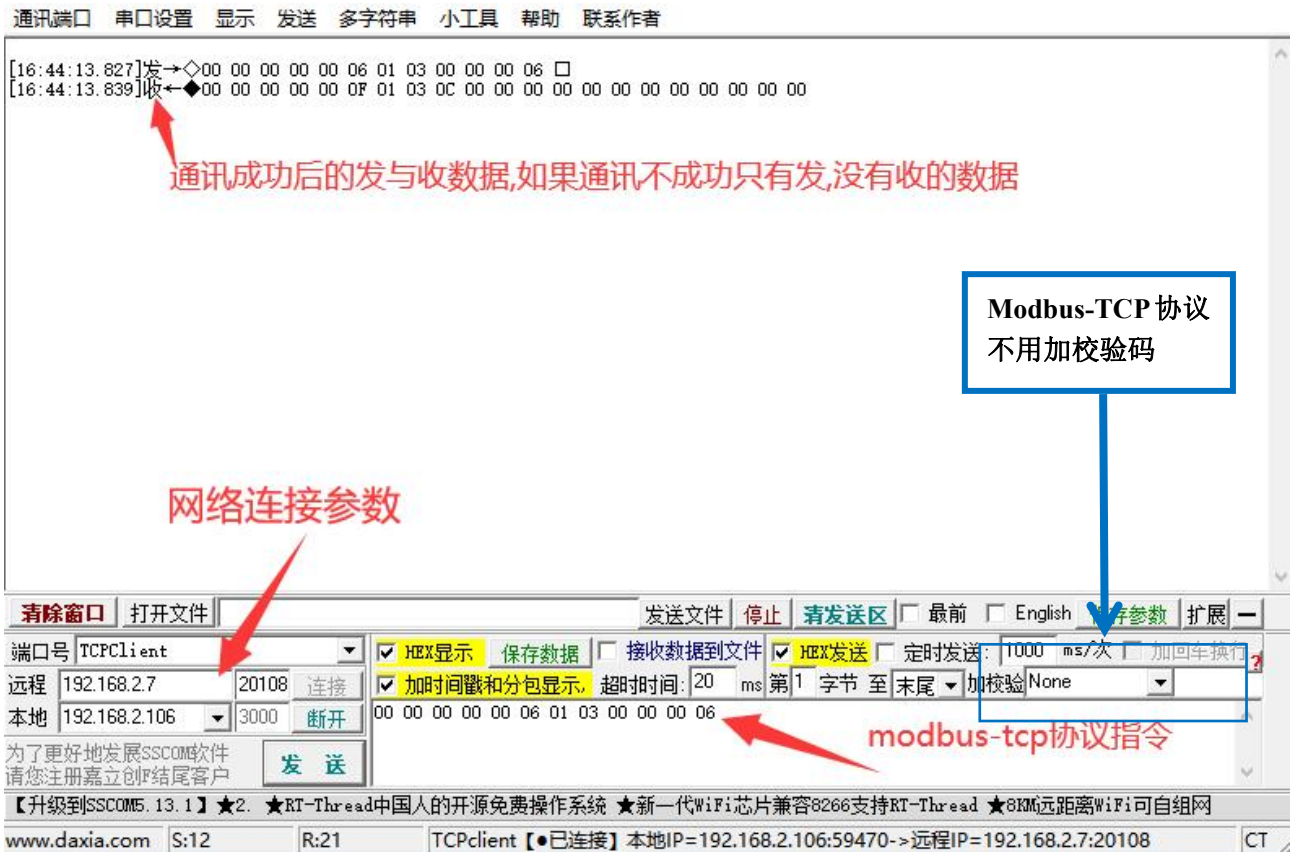 通讯端口 串口设置 显示 发送 多字符串 小工具 帮助 联系作者
[16:44:13.827]发→◇00 00 00 00 00 06 01 03 00 00 00 06 □
[16:44:13.839]收←◆00 00 00 00 00 0F 01 03 0C 00 00 00 00 00 00 00 00 00 00 00 00
通讯成功后的发与收数据,如果通讯不成功只有发,没有收的数据
Modbus-TCP协议
不用加校验码
网络连接参数
清除窗口 打开文件 发送文件 停止 清发送区 最前 English 保存参数 扩展 —
端口号 TCPClient HEX显示 保存数据 接收数据到文件 HEX发送 定时发送: 1000 ms/次 加回车换行
远程 192.168.2.7 20108 连接 加时间戳和分包显示, 超时时间: 20 ms 第1 字节 至 末尾 加校验 None ?
本地 192.168.2.106 3000 断开 00 00 00 00 00 06 01 03 00 00 00 06
modbus-tcp协议指令
为了更好地发展SSCOM软件
请您注册嘉立创F结尾客户
发 送
【升级到SSCOM5.13.1】★2. ★RT-Thread中国人的开源免费操作系统 ★新一代WiFi芯片兼容8266支持RT-Thread ★8KM远距离WiFi可自组网
www.daxia.com S:12 R:21 TCPclient【●已连接】本地IP=192.168.2.106:59470->远程IP=192.168.2.7:20108 CT